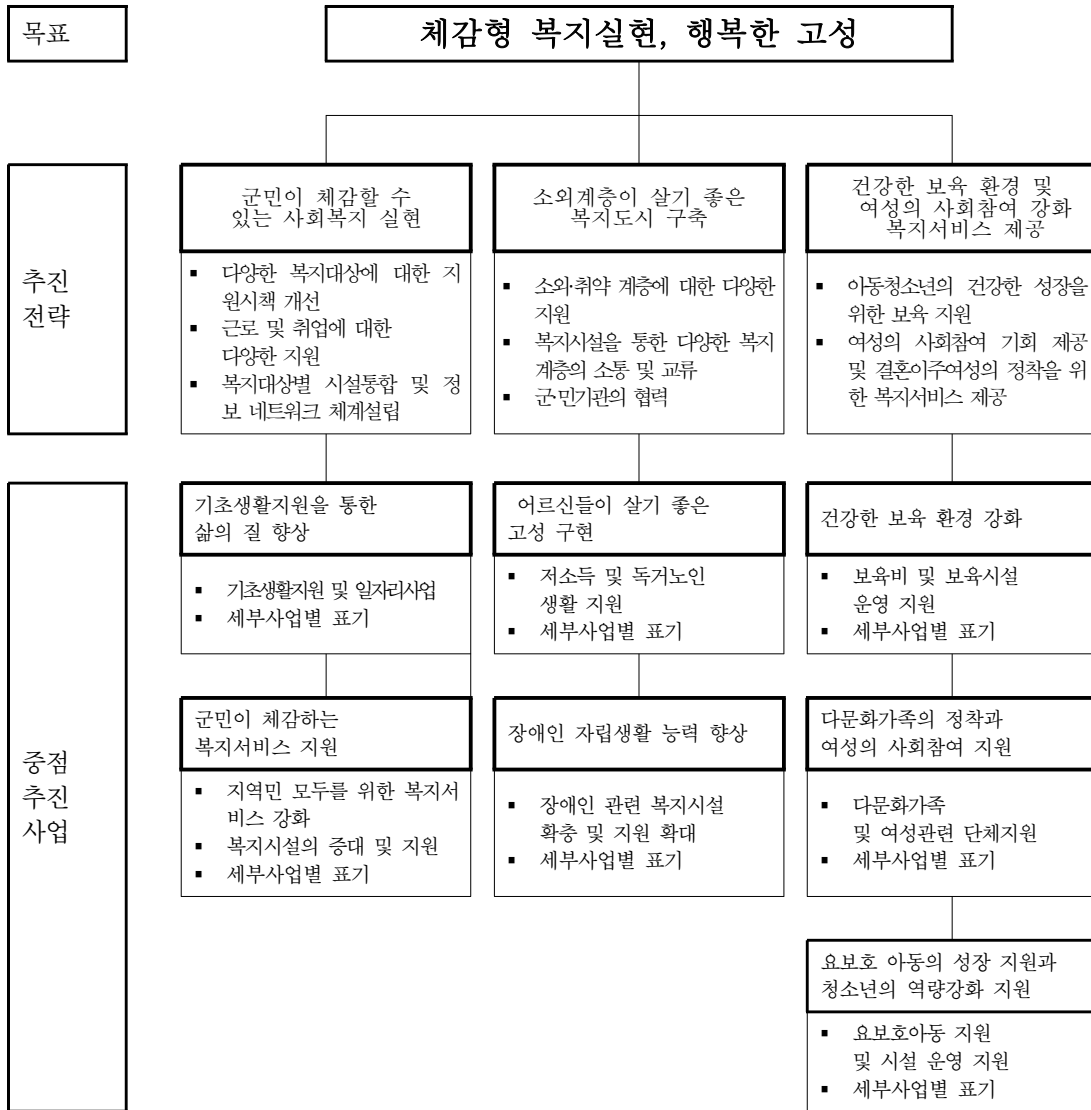 목표
체감형 복지실현, 행복한 고성
추진
전략
군민이 체감할 수
있는 사회복지 실현
▪ 다양한 복지대상에 대한 지
원시책 개선
▪ 근로 및 취업에 대한
다양한 지원
▪ 복지대상별 시설통합 및 정
보 네트워크 체계설립
소외계층이 살기 좋은
복지도시 구축
▪ 소외·취약 계층에 대한 다양한
지원
▪ 복지시설을 통한 다양한 복지
계층의 소통 및 교류
▪ 군·민기관의 협력
건강한 보육 환경 및
여성의 사회참여 강화
복지서비스 제공
▪ 아동청소년의 건강한 성장을
위한 보육 지원
▪ 여성의 사회참여 기회 제공
및 결혼이주여성의 정착을 위
한 복지서비스 제공
중점
추진
사업
기초생활지원을 통한
삶의 질 향상
▪ 기초생활지원 및 일자리사업
▪ 세부사업별 표기
어르신들이 살기 좋은
고성 구현
▪ 저소득 및 독거노인
생활 지원
▪ 세부사업별 표기
건강한 보육 환경 강화
▪ 보육비 및 보육시설
운영 지원
▪ 세부사업별 표기
군민이 체감하는
복지서비스 지원
▪ 지역민 모두를 위한 복지서
비스 강화
▪ 복지시설의 증대 및 지원
▪ 세부사업별 표기
장애인 자립생활 능력 향상
▪ 장애인 관련 복지시설
확충 및 지원 확대
▪ 세부사업별 표기
다문화가족의 정착과
여성의 사회참여 지원
▪ 다문화가족
및 여성관련 단체지원
▪ 세부사업별 표기
요보호 아동의 성장 지원과
청소년의 역량강화 지원
▪ 요보호아동 지원
및 시설 운영 지원
▪ 세부사업별 표기